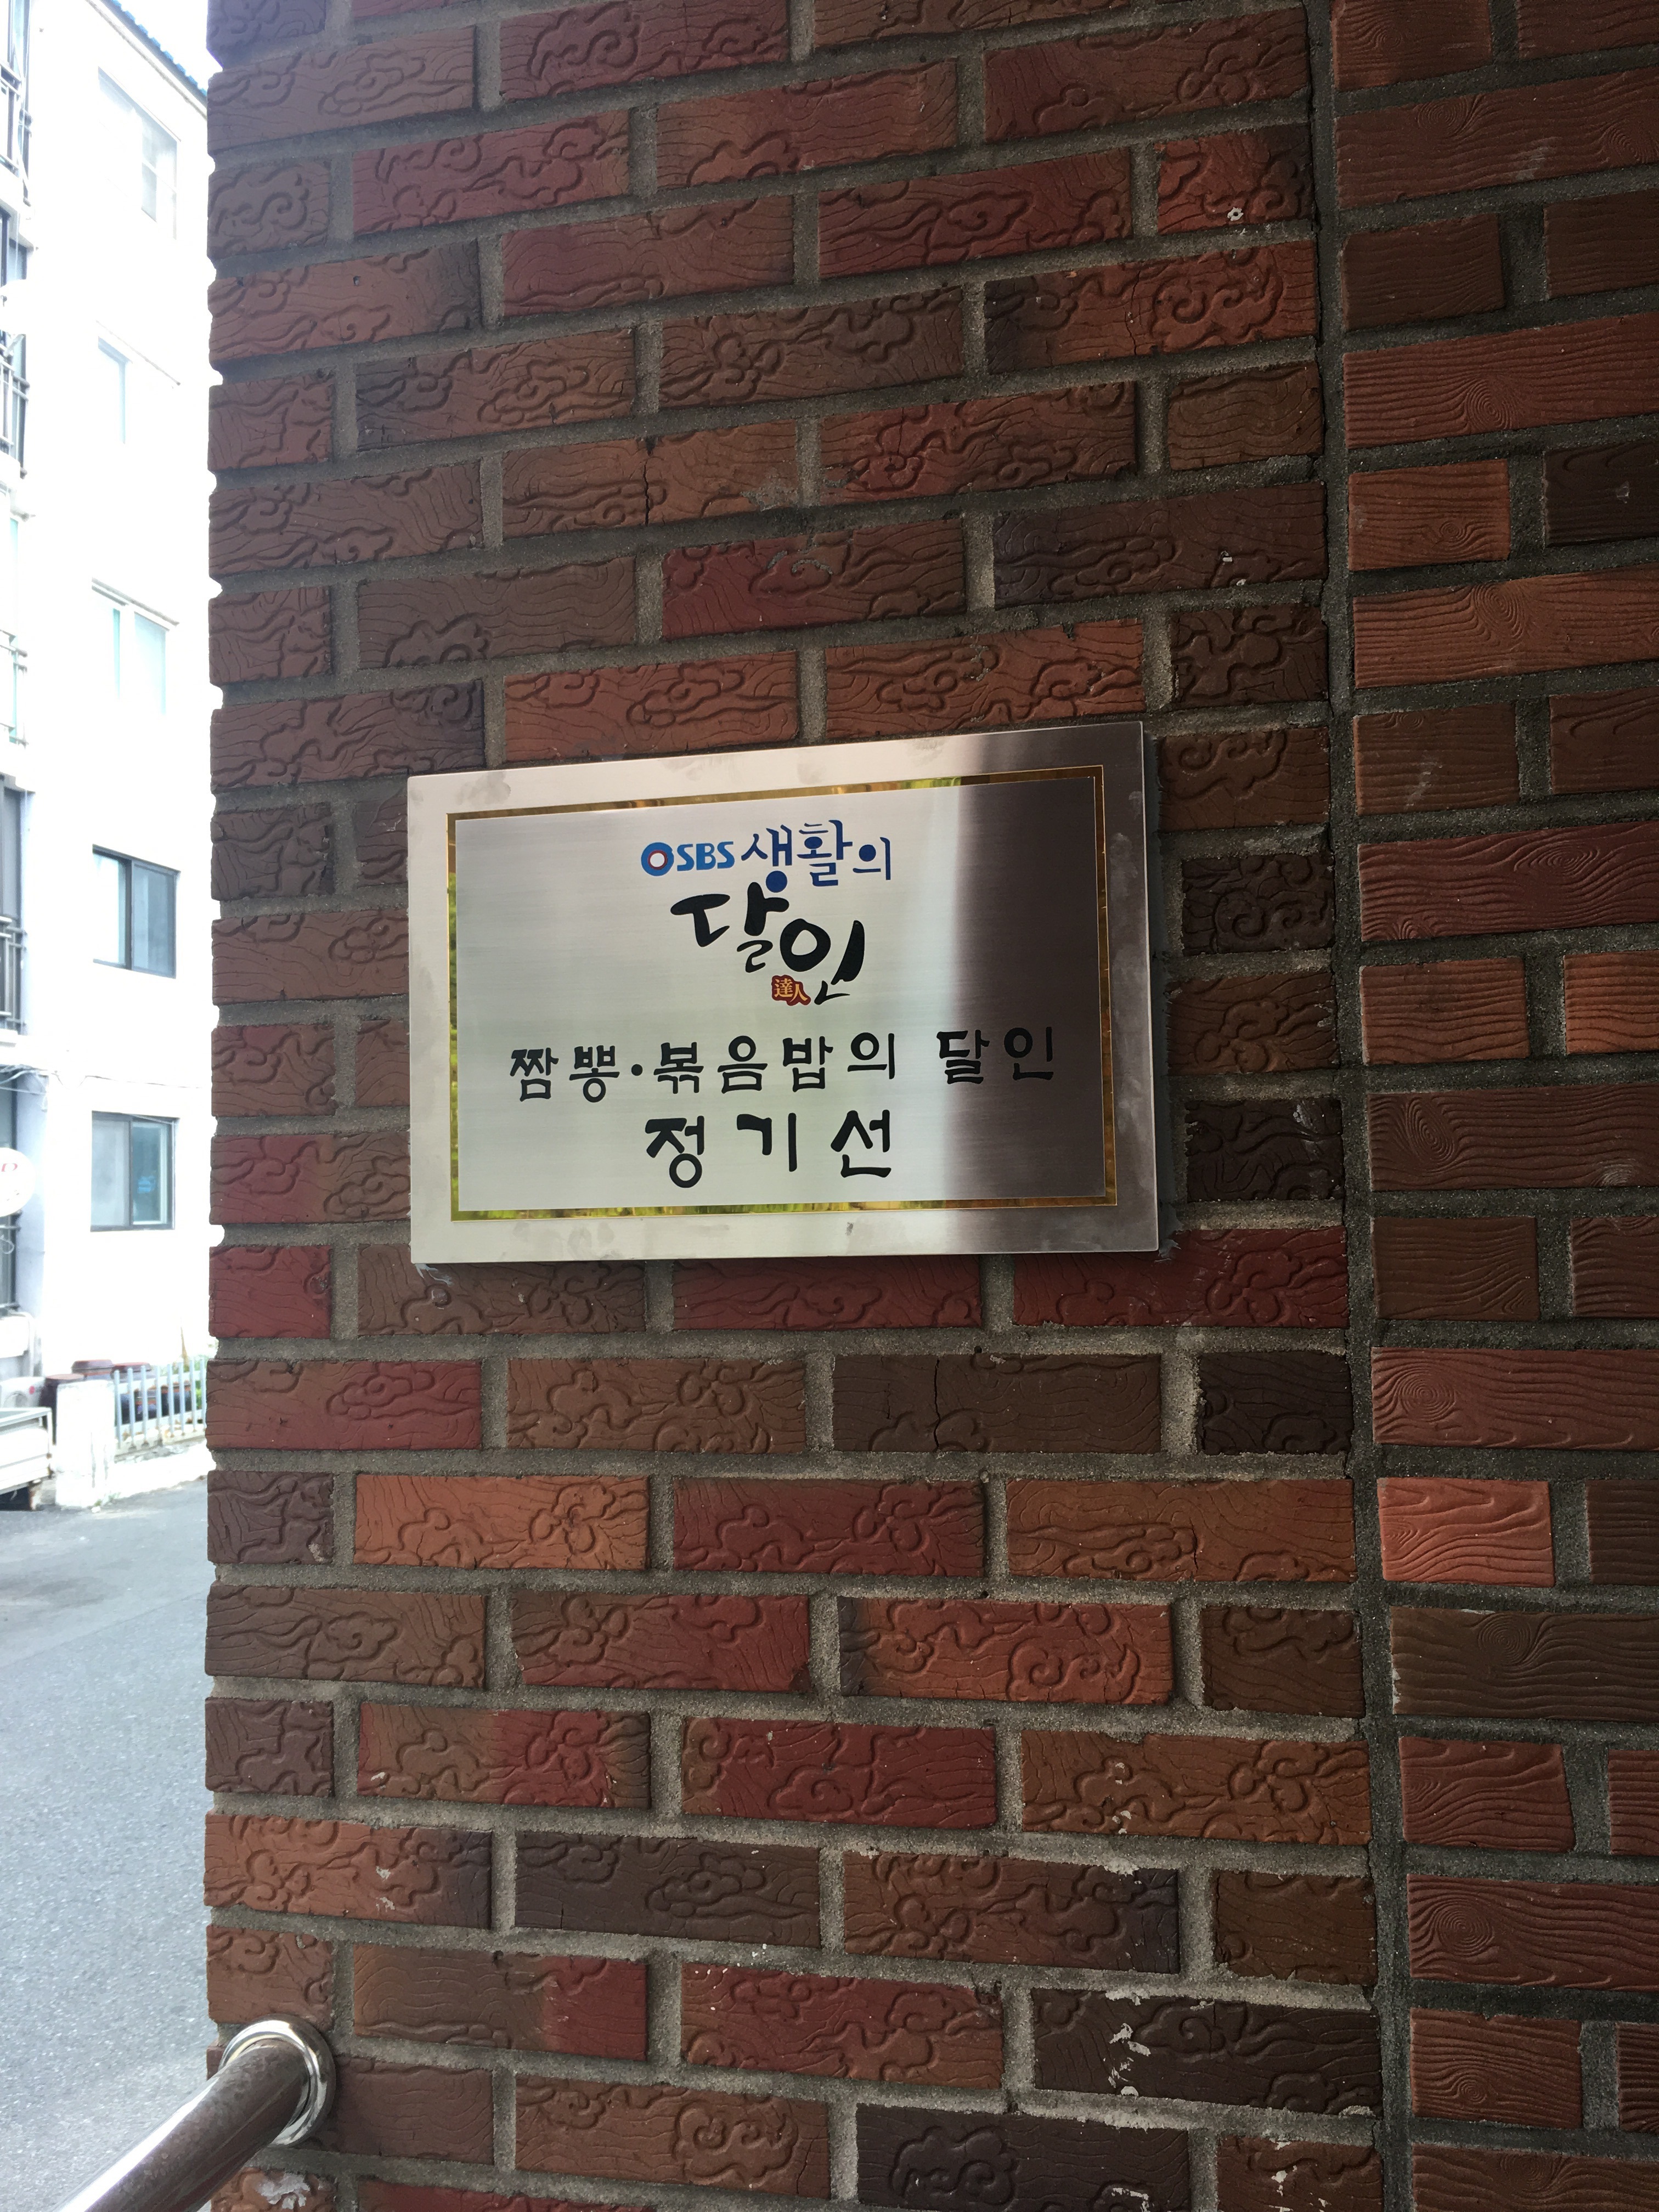 SBS 생활의
달인
達人
짬뽕·볶음밥의 달인
정기선